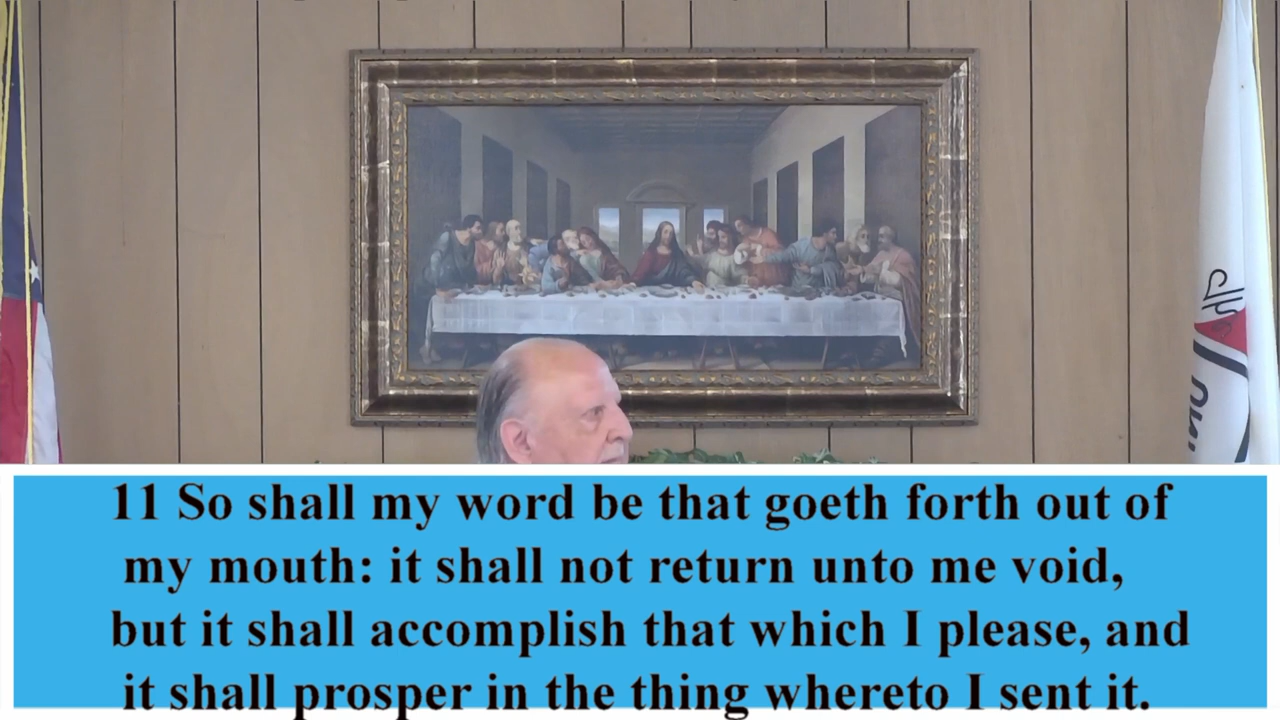 11 So shall my word be that goeth forth out of
my mouth: it shall not return unto me void,
but it shall accomplish that which I please, and
it shall prosper in the thing whereto I sent it.